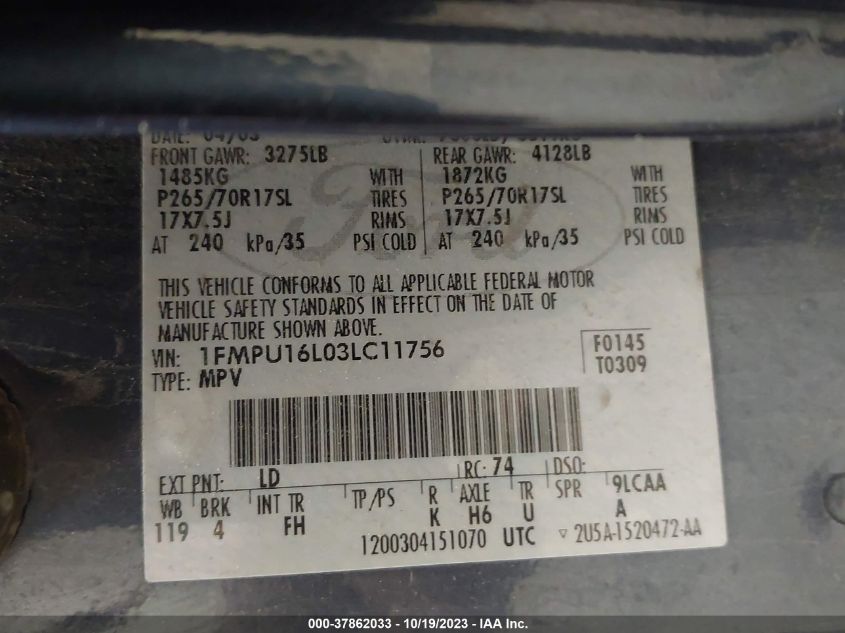 DATE: 04/03
FRONT GAWR: 3275LB REAR GAWR: 4128LB
1485KG WITH 1872KG WITH
P265/70R17SL TIRES P265/70R17SL TIRES
17X7.5J RIMS 17X7.5J RIMS
AT 240 kPa/35 PSI COLD AT 240 kPa/35 PSI COLD
Ford
THIS VEHICLE CONFORMS TO ALL APPLICABLE FEDERAL MOTOR
VEHICLE SAFETY STANDARDS IN EFFECT ON THE DATE OF
MANUFACTURE SHOWN ABOVE.
VIN: 1FMPU16L03LC11756
F0145
T0309
TYPE: MPV
EXT PNT: LD RC: 74 DSO:
WB BRK INT TR TP/PS R AXLE TR SPR 9LCAA
119 4 FH K H6 U A
1200304151070 UTC ▽ 2U5A-1520472-AA
000-37862033 - 10/19/2023 - IAA Inc.